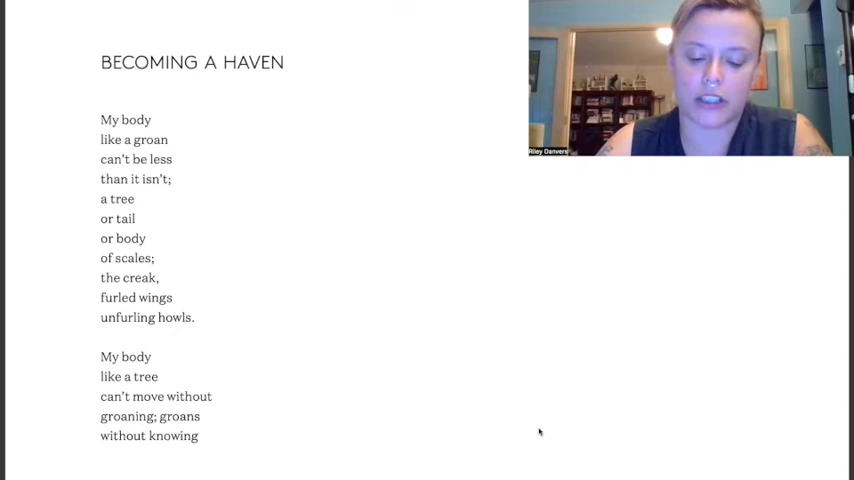 BECOMING A HAVEN
My body
like a groan
can't be less
than it isn't;
a tree
or tail
or body
of scales;
the creak,
furled wings
unfurling howls.
My body
like a tree
can't move without
groaning; groans
without knowing
Riley Danvers